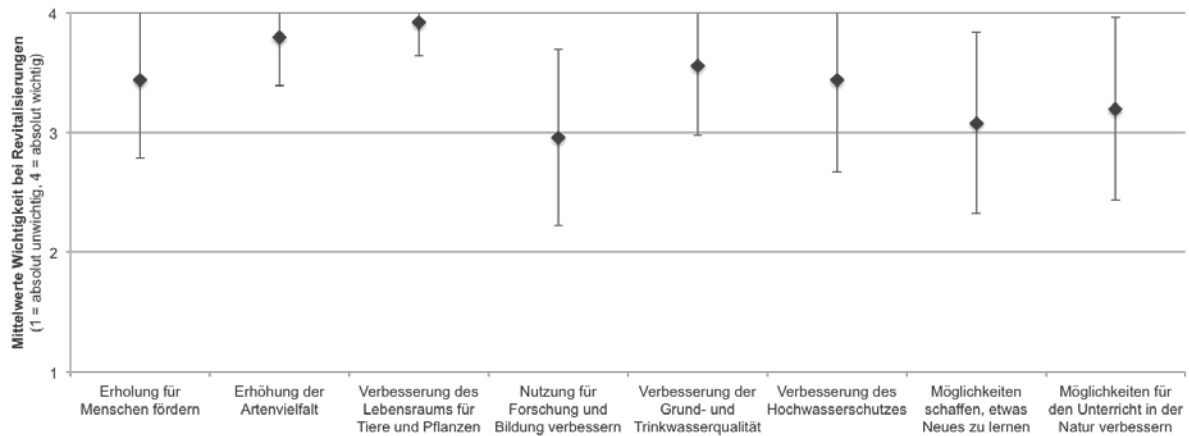 Mittelwerte Wichtigkeit bei Revitalisierungen
(1 = absolut unwichtig, 4 = absolut wichtig)
4
3
2
1
Erholung für
Menschen fördern
Erhöhung der
Artenvielfalt
Verbesserung des
Lebensraums für
Tiere und Pflanzen
Nutzung für
Forschung und
Bildung verbessern
Verbesserung der
Grund- und
Trinkwasserqualität
Verbesserung des
Hochwasserschutzes
Möglichkeiten
schaffen, etwas
Neues zu lernen
Möglichkeiten für
den Unterricht in der
Natur verbessern